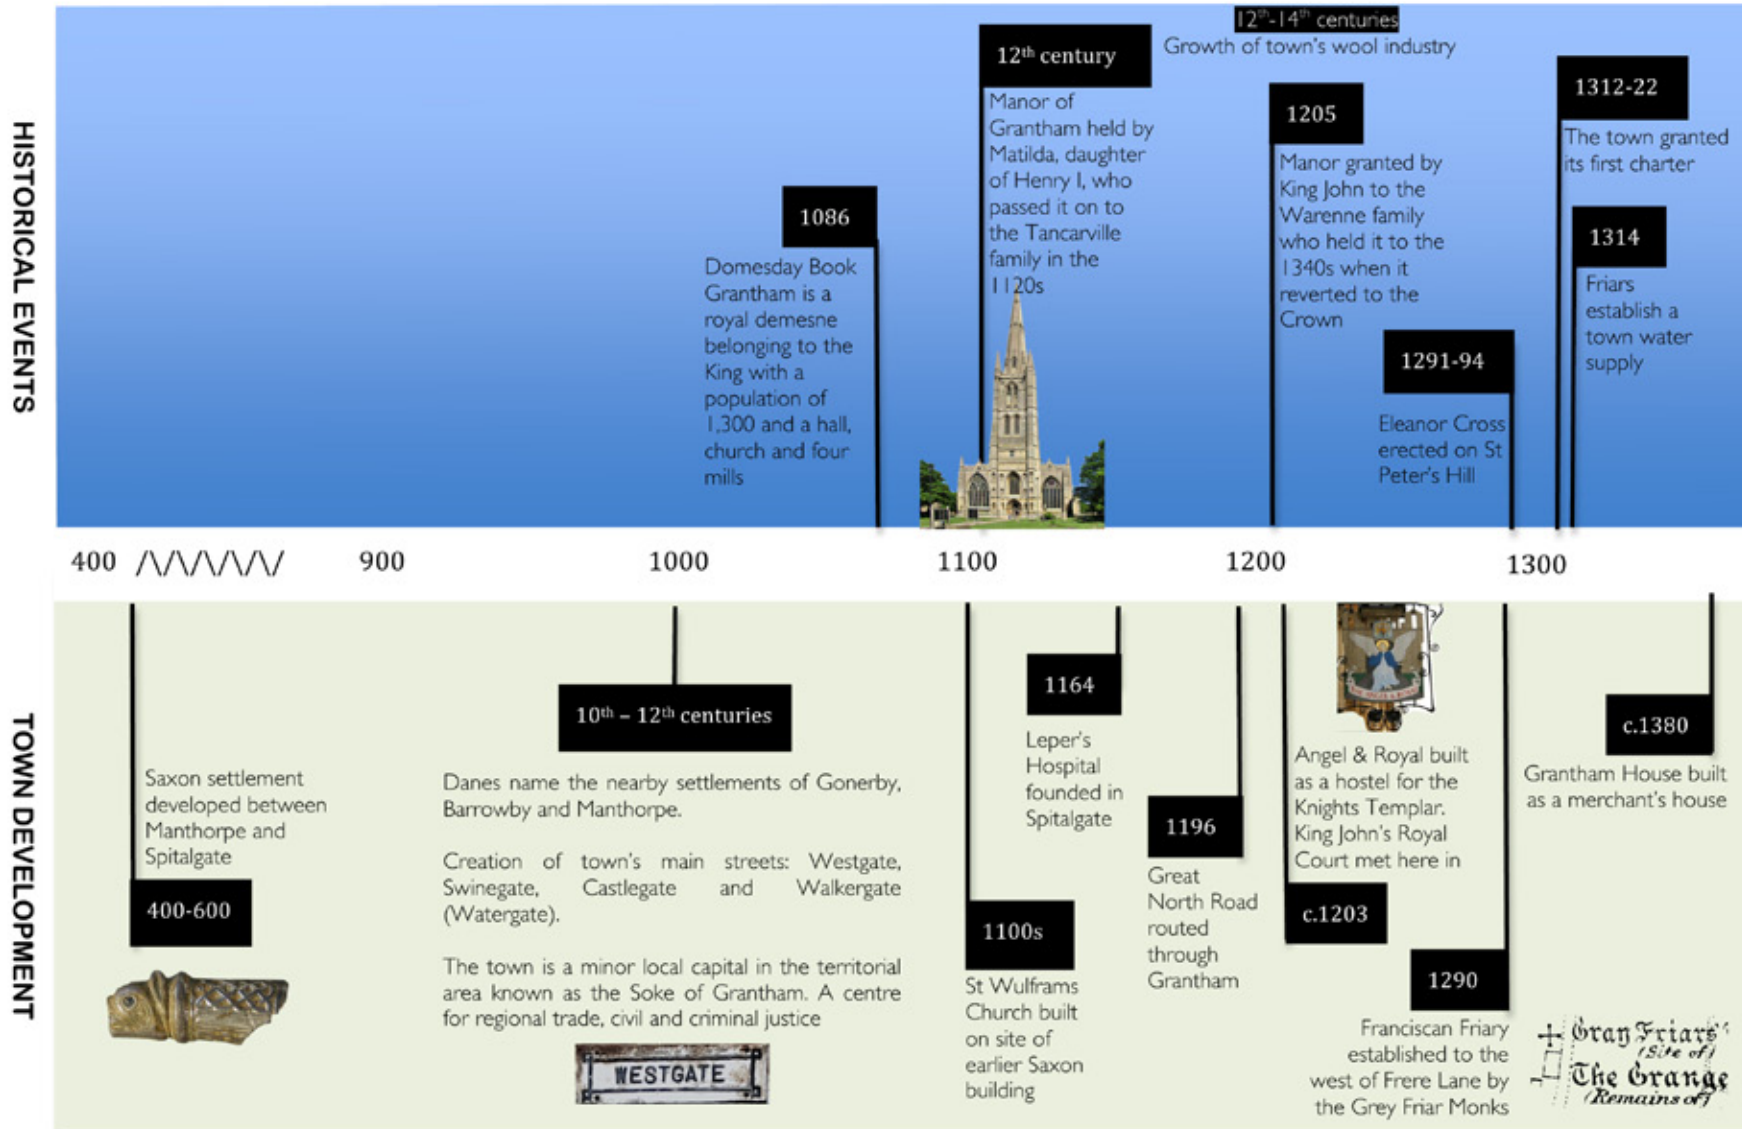 HISTORICAL EVENTS
1086
Domesday Book
Grantham is a
royal demesne
belonging to the
King with a
population of
1,300 and a hall,
church and four
mills
12th century
Manor of
Grantham held by
Matilda, daughter
of Henry I, who
passed it on to
the Tancarville
family in the
1120s
12th-14th centuries
Growth of town's wool industry
1205
Manor granted by
King John to the
Warenne family
who held it to the
1340s when it
reverted to the
Crown
1291-94
Eleanor Cross
erected on St
Peter's Hill
1312-22
The town granted
its first charter
1314
Friars
establish a
town water
supply
400 900 1000 1100 1200 1300
TOWN DEVELOPMENT
Saxon settlement
developed between
Manthorpe and
Spitalgate
400-600
10th – 12th centuries
Danes name the nearby settlements of Gonerby,
Barrowby and Manthorpe.
Creation of town's main streets: Westgate,
Swinegate, Castlegate and Walkergate
(Watergate).
The town is a minor local capital in the territorial
area known as the Soke of Grantham. A centre
for regional trade, civil and criminal justice
WESTGATE
1100s
St Wulframs
Church built
on site of
earlier Saxon
building
1164
Leper's
Hospital
founded in
Spitalgate
1196
Great
North Road
routed
through
Grantham
Angel & Royal built
as a hostel for the
Knights Templar.
King John's Royal
Court met here in
c.1203
1290
Franciscan Friary
established to the
west of Frere Lane by
the Grey Friar Monks
c.1380
Grantham House built
as a merchant's house
Gray Friars
(Site of)
The Grange
(Remains of)